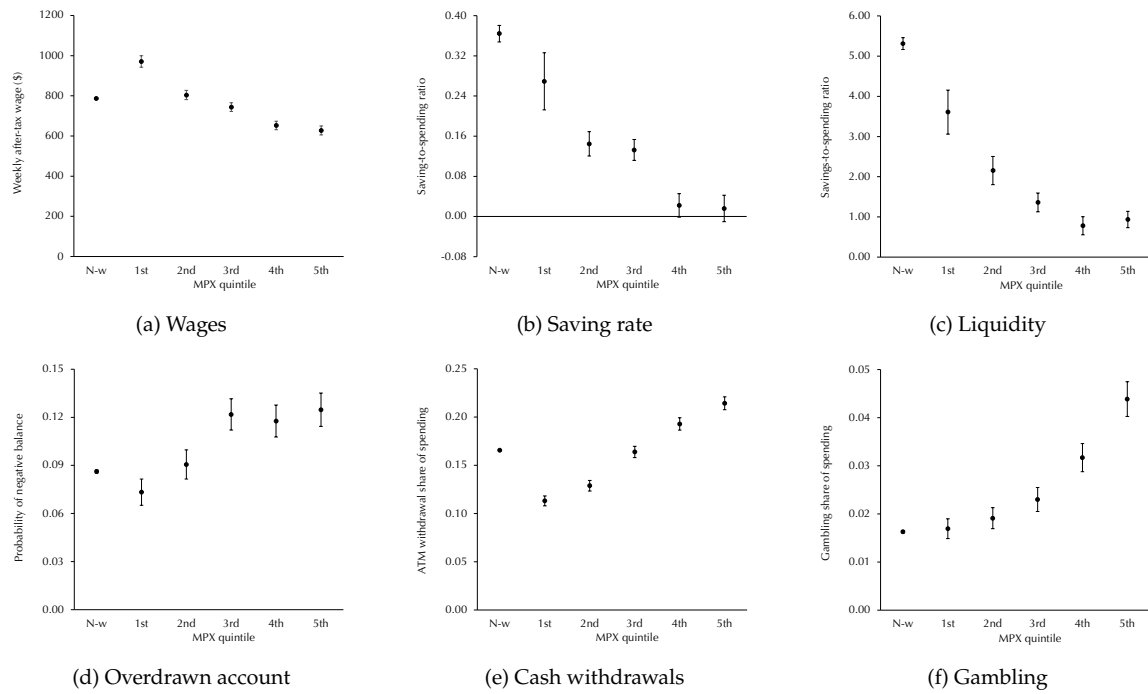 Weekly after-tax wage ($)
1200
1000
800
600
400
200
0
N-w 1st 2nd 3rd 4th 5th
MPX quintile
(a) Wages
Saving-to-spending ratio
0.40
0.32
0.24
0.16
0.08
0.00
-0.08
N-w 1st 2nd 3rd 4th 5th
MPX quintile
(b) Saving rate
Savings-to-spending ratio
6.00
5.00
4.00
3.00
2.00
1.00
0.00
N-w 1st 2nd 3rd 4th 5th
MPX quintile
(c) Liquidity
Probability of negative balance
0.15
0.12
0.09
0.06
0.03
0.00
N-w 1st 2nd 3rd 4th 5th
MPX quintile
(d) Overdrawn account
ATM withdrawal share of spending
0.25
0.20
0.15
0.10
0.05
0.00
N-w 1st 2nd 3rd 4th 5th
MPX quintile
(e) Cash withdrawals
Gambling share of spending
0.05
0.04
0.03
0.02
0.01
0.00
N-w 1st 2nd 3rd 4th 5th
MPX quintile
(f) Gambling